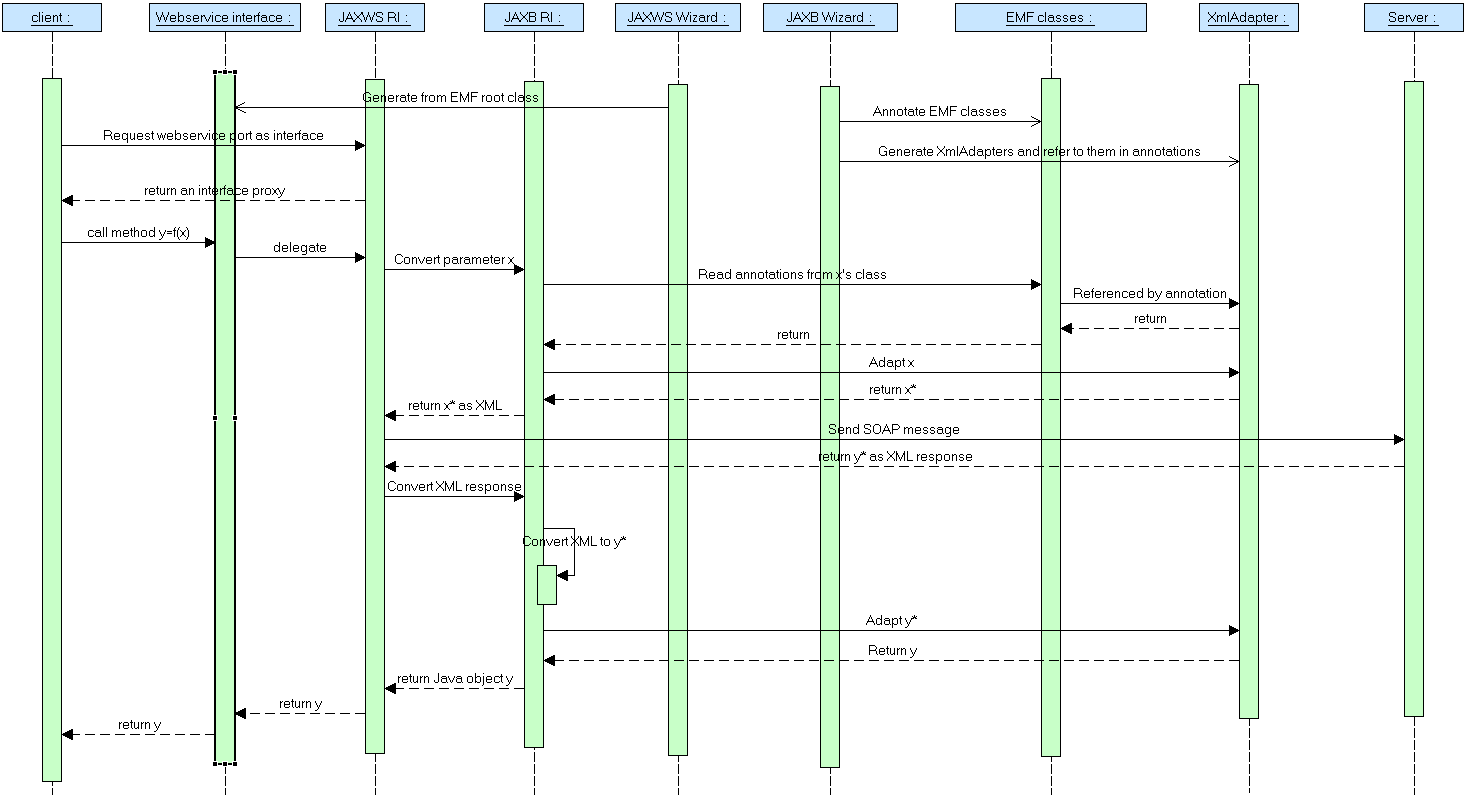 client :
Webservice interface :
JAXWS RI :
JAXB RI :
JAXWS Wizard :
JAXB Wizard :
EMF classes :
XmlAdapter :
Server :
Generate from EMF root class
Annotate EMF classes
Request webservice port as interface
Generate XmlAdapters and refer to them in annotations
return an interface proxy
call method y=f(x)
delegate
Convert parameter x
Read annotations from x's class
Referenced by annotation
return
return
Adapt x
return x*
return x* as XML
Send SOAP message
return y* as XML response
Convert XML response
Convert XML to y*
Adapt y*
Return y
return Java object y
return y
return y